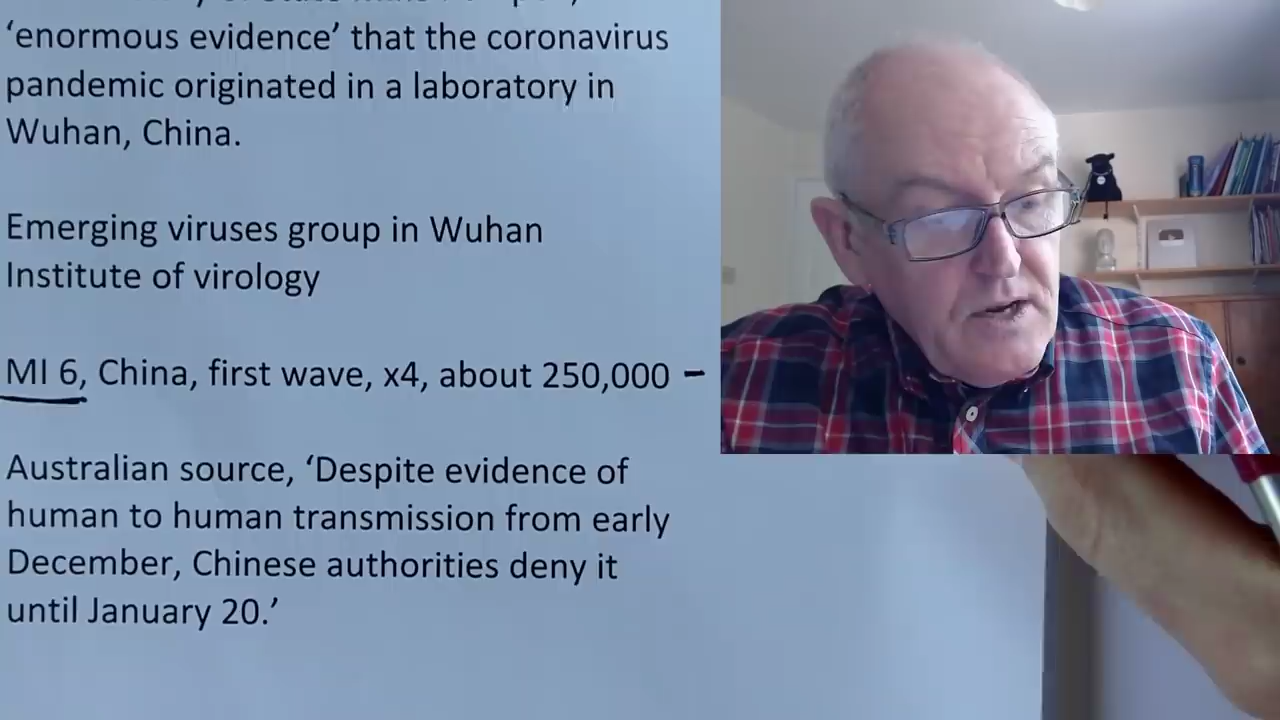 ‘enormous evidence’ that the coronavirus
pandemic originated in a laboratory in
Wuhan, China.
Emerging viruses group in Wuhan
Institute of virology
MI 6, China, first wave, x4, about 250,000 –
Australian source, ‘Despite evidence of
human to human transmission from early
December, Chinese authorities deny it
until January 20.’